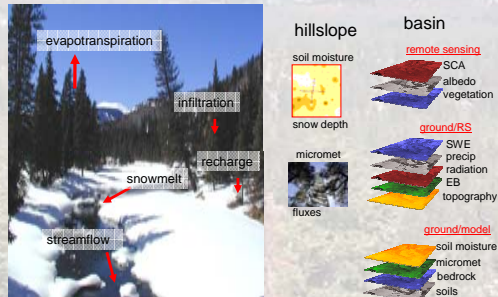 evapotranspiration
infiltration
recharge
snowmelt
streamflow
hillslope
soil moisture
snow depth
micromet
fluxes
basin
remote sensing
SCA
albedo
vegetation
ground/RS
SWE
precip
radiation
EB
topography
ground/model
soil moisture
micromet
bedrock
soils